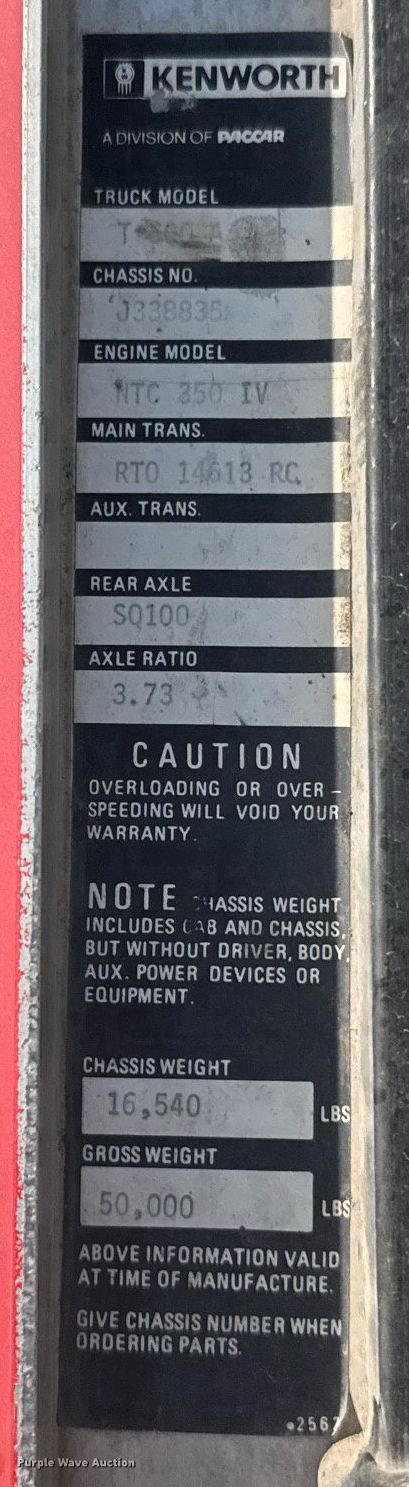 KENWORTH
A DIVISION OF PACCAR
TRUCK MODEL
CHASSIS NO.
J338835
ENGINE MODEL
NTC 350 IV
MAIN TRANS.
RTO 14613 RC
AUX. TRANS.
REAR AXLE
SQ100
AXLE RATIO
3.73
CAUTION
OVERLOADING OR OVER -
SPEEDING WILL VOID YOUR
WARRANTY.
NOTE CHASSIS WEIGHT
INCLUDES CAB AND CHASSIS,
BUT WITHOUT DRIVER, BODY,
AUX. POWER DEVICES OR
EQUIPMENT.
CHASSIS WEIGHT
16,540 LBS
GROSS WEIGHT
50,000 LBS
ABOVE INFORMATION VALID
AT TIME OF MANUFACTURE.
GIVE CHASSIS NUMBER WHEN
ORDERING PARTS.
Purple Wave Auction